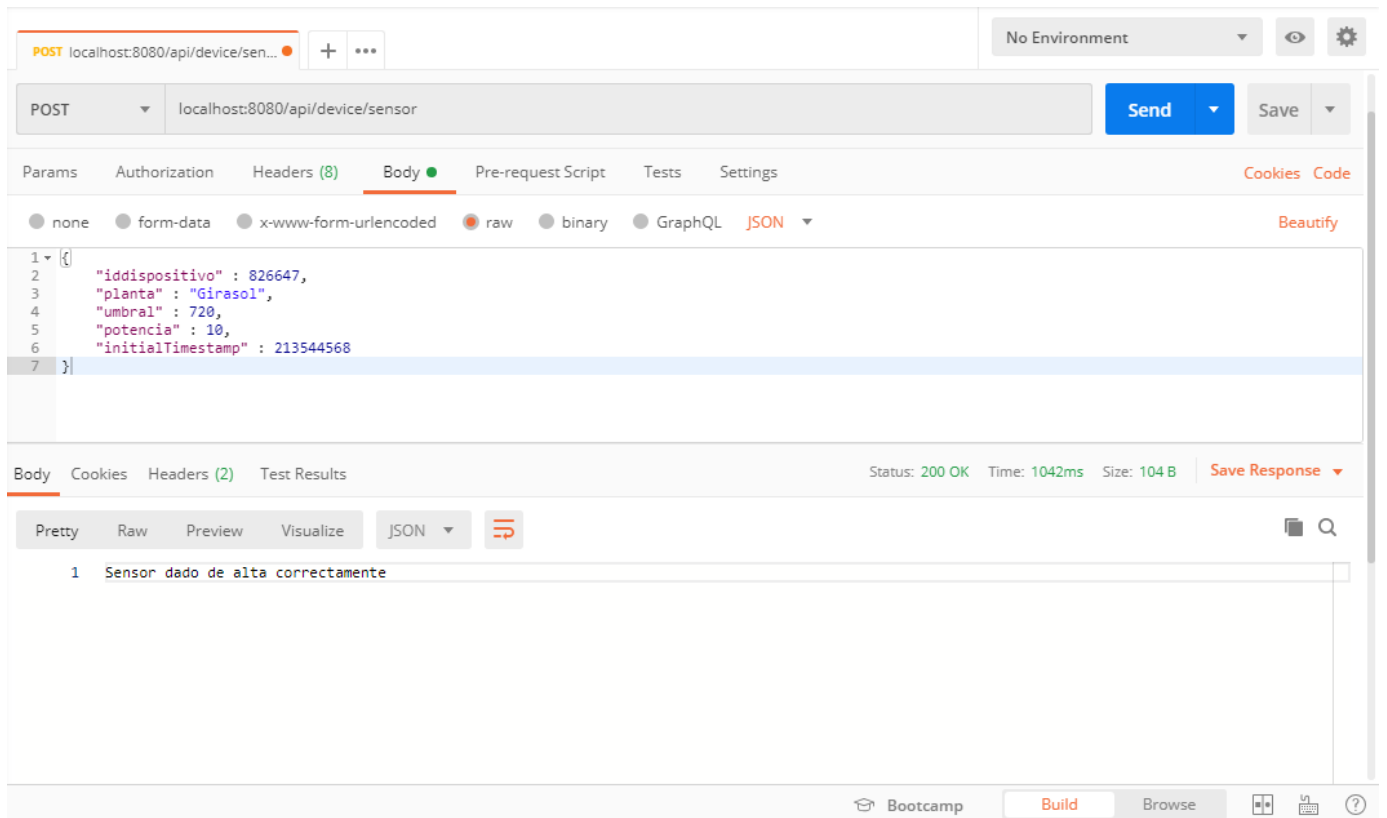 POST localhost:8080/api/device/sen...
No Environment
POST localhost:8080/api/device/sensor Send Save
Params Authorization Headers (8) Body Pre-request Script Tests Settings Cookies Code
none form-data x-www-form-urlencoded raw binary GraphQL JSON Beautify
1 {
2 "iddispositivo" : 826647,
3 "planta" : "Girasol",
4 "umbral" : 720,
5 "potencia" : 10,
6 "initialTimestamp" : 213544568
7 }
Body Cookies Headers (2) Test Results Status: 200 OK Time: 1042ms Size: 104 B Save Response
Pretty Raw Preview Visualize JSON
1 Sensor dado de alta correctamente
Bootcamp Build Browse